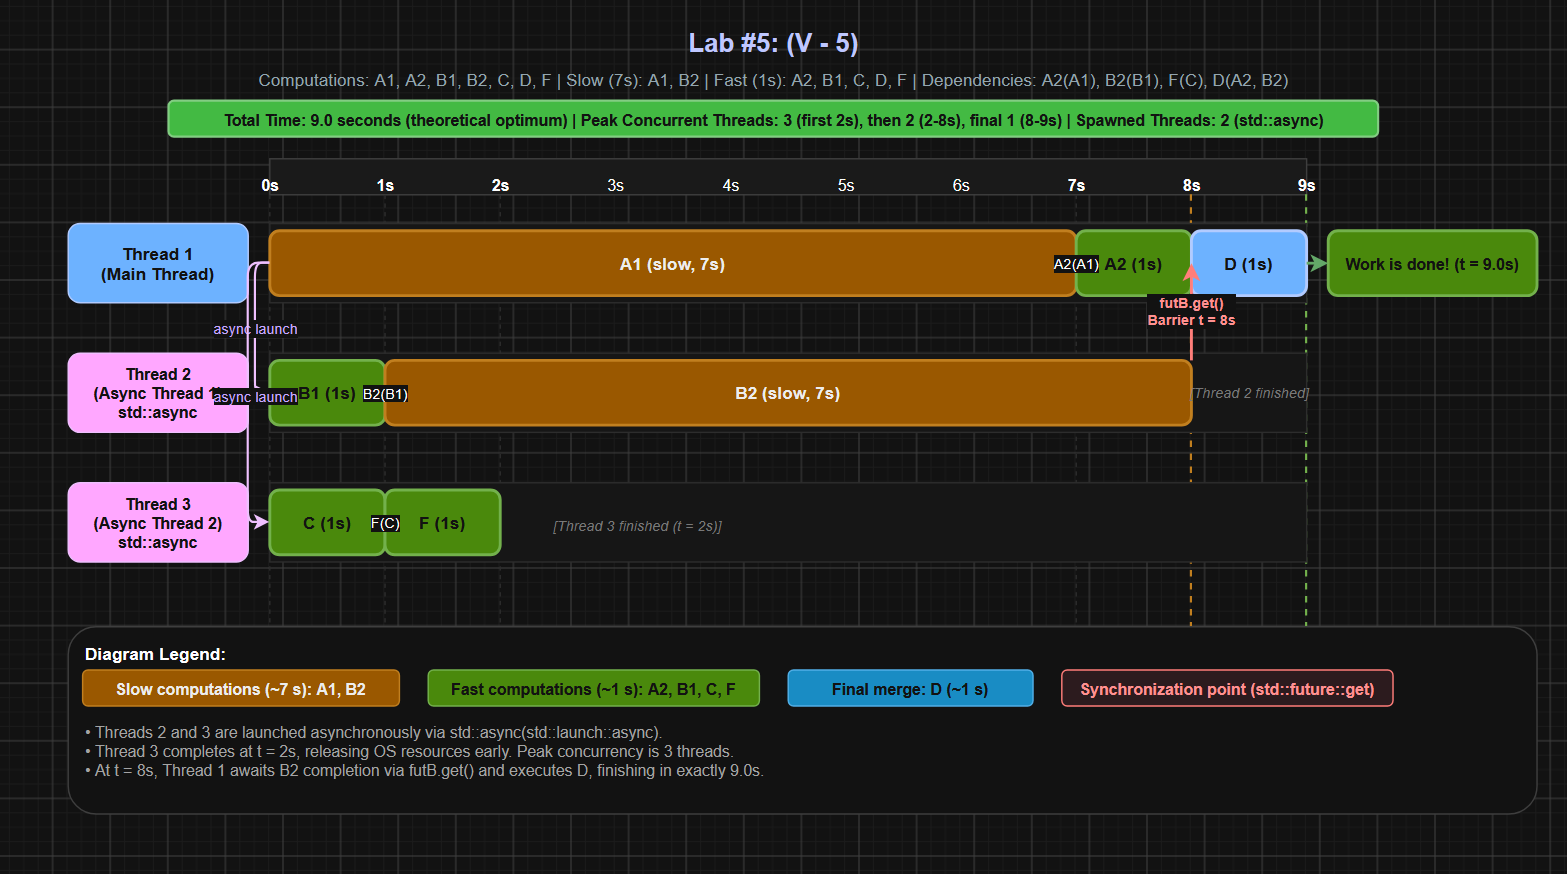 Lab #5: (V - 5)
Computations: A1, A2, B1, B2, C, D, F | Slow (7s): A1, B2 | Fast (1s): A2, B1, C, D, F | Dependencies: A2(A1), B2(B1), F(C), D(A2, B2)
Total Time: 9.0 seconds (theoretical optimum) | Peak Concurrent Threads: 3 (first 2s), then 2 (2-8s), final 1 (8-9s) | Spawned Threads: 2 (std::async)
0s 1s 2s 3s 4s 5s 6s 7s 8s 9s
Thread 1
(Main Thread)
A1 (slow, 7s)
A2(A1)
A2 (1s)
D (1s)
Work is done! (t = 9.0s)
futB.get()
Barrier t = 8s
async launch
Thread 2
(Async Thread 1)
std::async
async launch
B1 (1s)
B2(B1)
B2 (slow, 7s)
[Thread 2 finished]
Thread 3
(Async Thread 2)
std::async
C (1s)
F(C)
F (1s)
[Thread 3 finished (t = 2s)]
Diagram Legend:
Slow computations (~7 s): A1, B2
Fast computations (~1 s): A2, B1, C, F
Final merge: D (~1 s)
Synchronization point (std::future::get)
• Threads 2 and 3 are launched asynchronously via std::async(std::launch::async).
• Thread 3 completes at t = 2s, releasing OS resources early. Peak concurrency is 3 threads.
• At t = 8s, Thread 1 awaits B2 completion via futB.get() and executes D, finishing in exactly 9.0s.